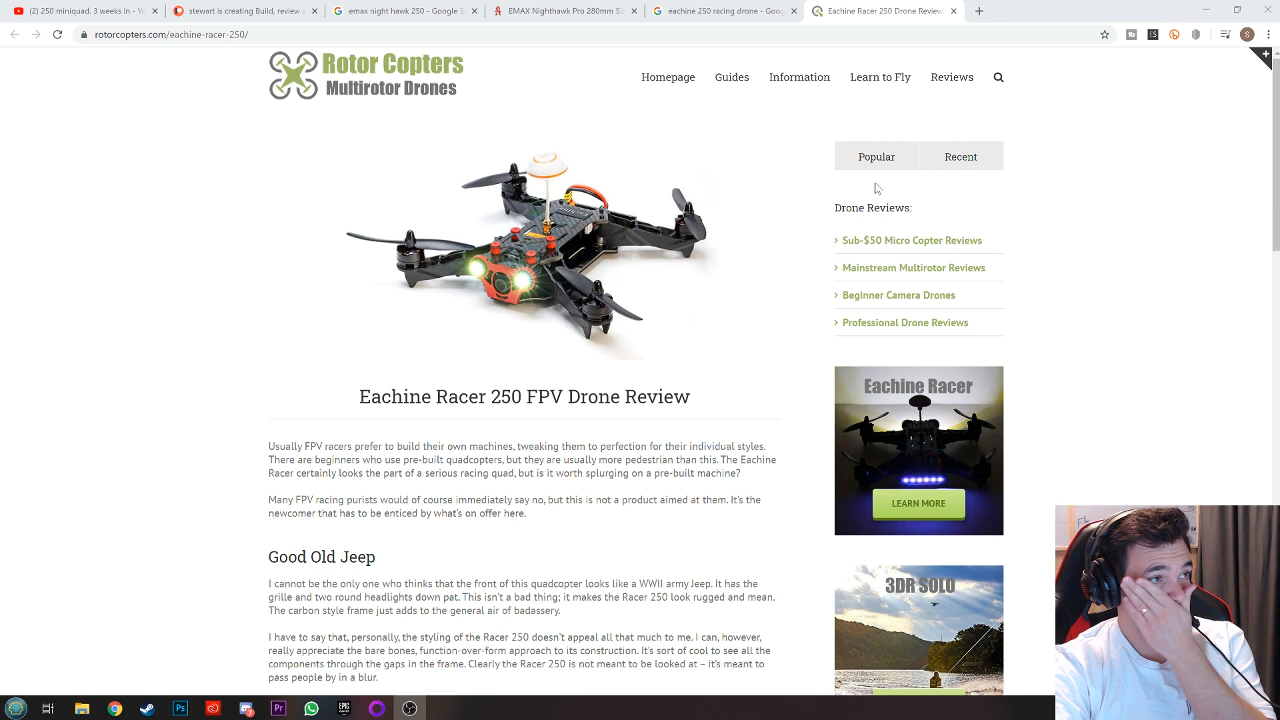 (2) 250 miniquad. 3 weeks in - Yo
stewart is creating Build, review a
emax night hawk 250 - Google S
EMAX Nighthawk Pro 280mm Siz
eachine 250 racing drone - Goog
Eachine Racer 250 Drone Review
rotorcopters.com/eachine-racer-250/
S
Rotor Copters
Multirotor Drones
Homepage
Guides
Information
Learn to Fly
Reviews
Popular
Recent
Drone Reviews:
Sub-$50 Micro Copter Reviews
Mainstream Multirotor Reviews
Beginner Camera Drones
Professional Drone Reviews
Eachine Racer
LEARN MORE
3DR SOLO
Eachine Racer 250 FPV Drone Review
Usually FPV racers prefer to build their own machines, tweaking them to perfection for their individual styles.
There are beginners who use pre-built quadcopters, but they are usually more pedestrian than this. The Eachine
Racer certainly looks the part of a serious racing quad, but is it worth splurging on a pre-built machine?
Many FPV racing purists would of course immediately say no, but this is not a product aimed at them. It's the
newcomer that has to be enticed by what's on offer here.
Good Old Jeep
I cannot be the only one who thinks that the front of this quadcopter looks like a WWII army Jeep. It has the
grille and two round headlights down pat. This isn't a bad thing; it makes the Racer 250 look rugged and mean.
The carbon style frame just adds to the general air of badassery.
I have to say that, personally, the styling of the Racer 250 doesn't appeal all that much to me. I can, however,
really appreciate the bare bones, function-over-form approach to its construction. It's sort of cool to see all the
components through the gaps in the frame. Clearly the Racer 250 is not meant to be looked at – it's meant to
pass people by in a blur.
Ps
Pr
EPIC